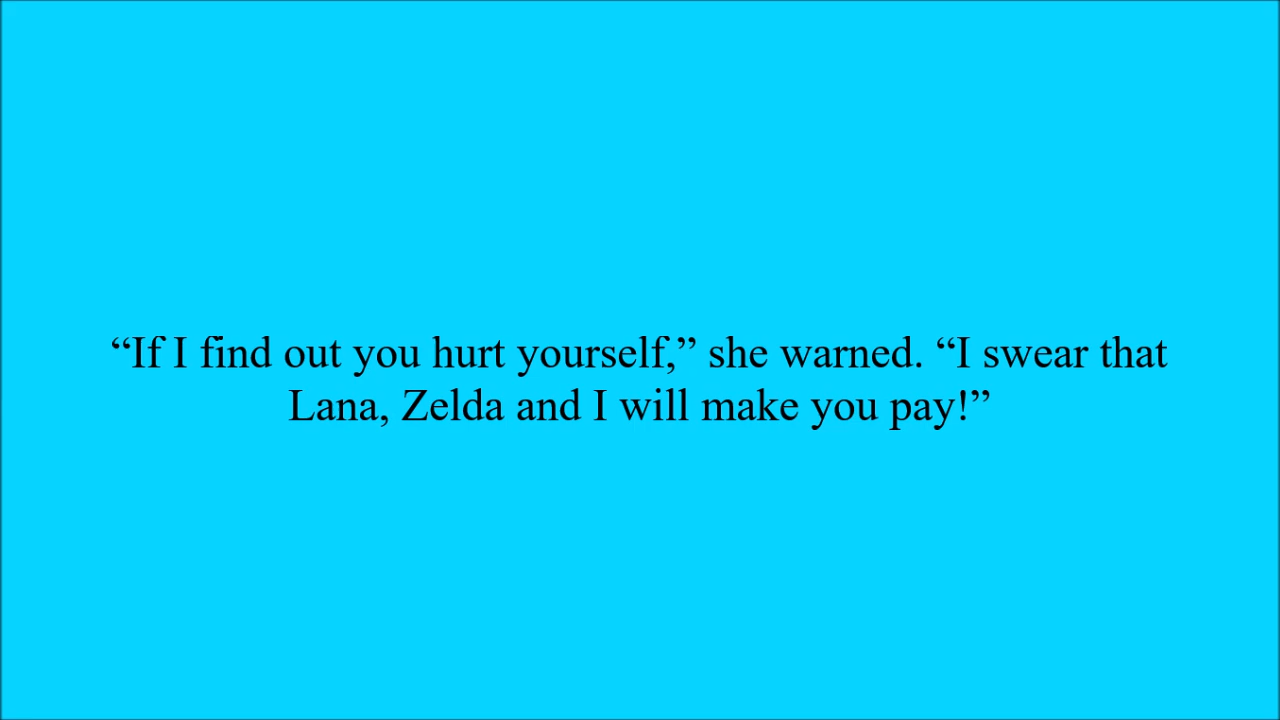 “If I find out you hurt yourself,” she warned. “I swear that
Lana, Zelda and I will make you pay!”